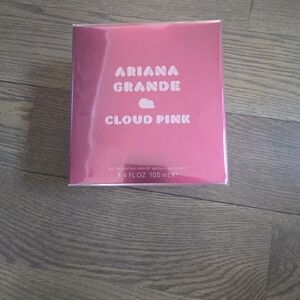 ARIANA
GRANDE
CLOUD PINK
3.4 FL OZ 100 mL ℮